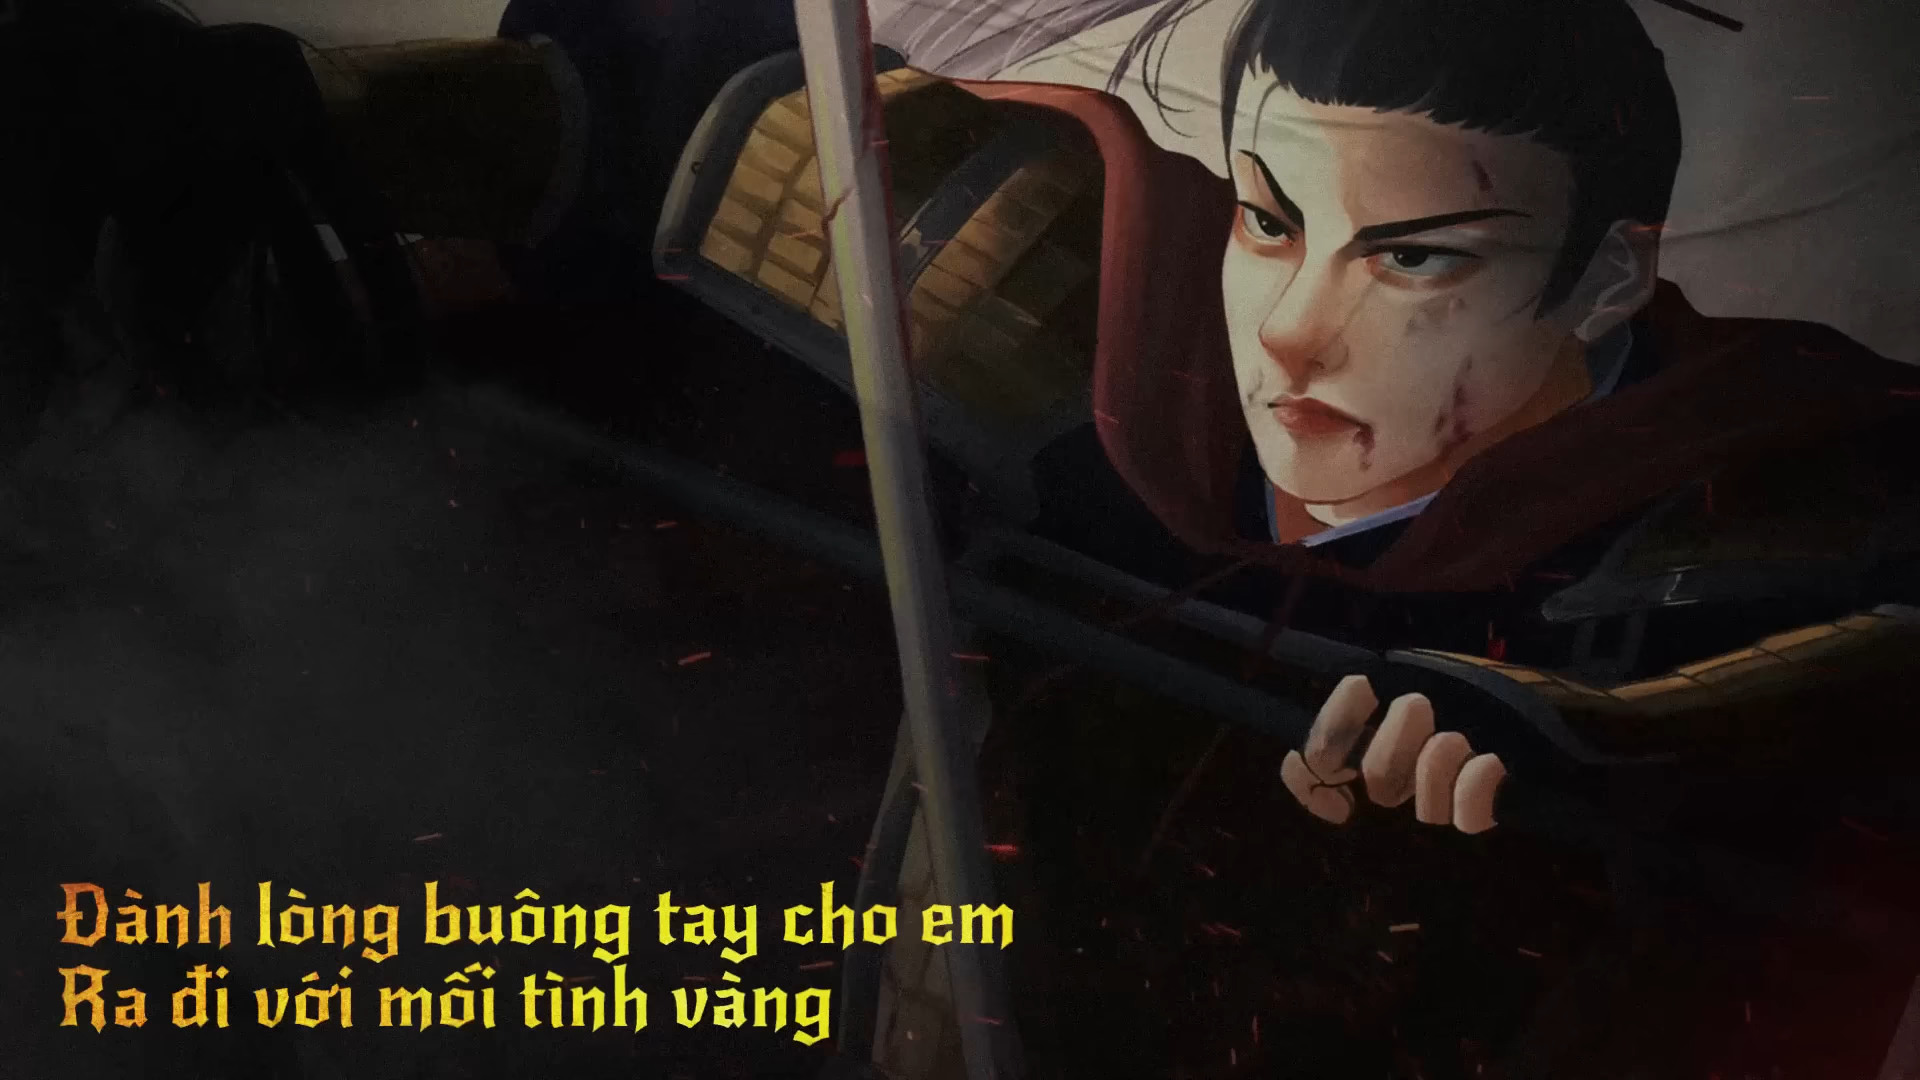 Đành lòng buông tay cho em
Ra đi với mối tình vàng